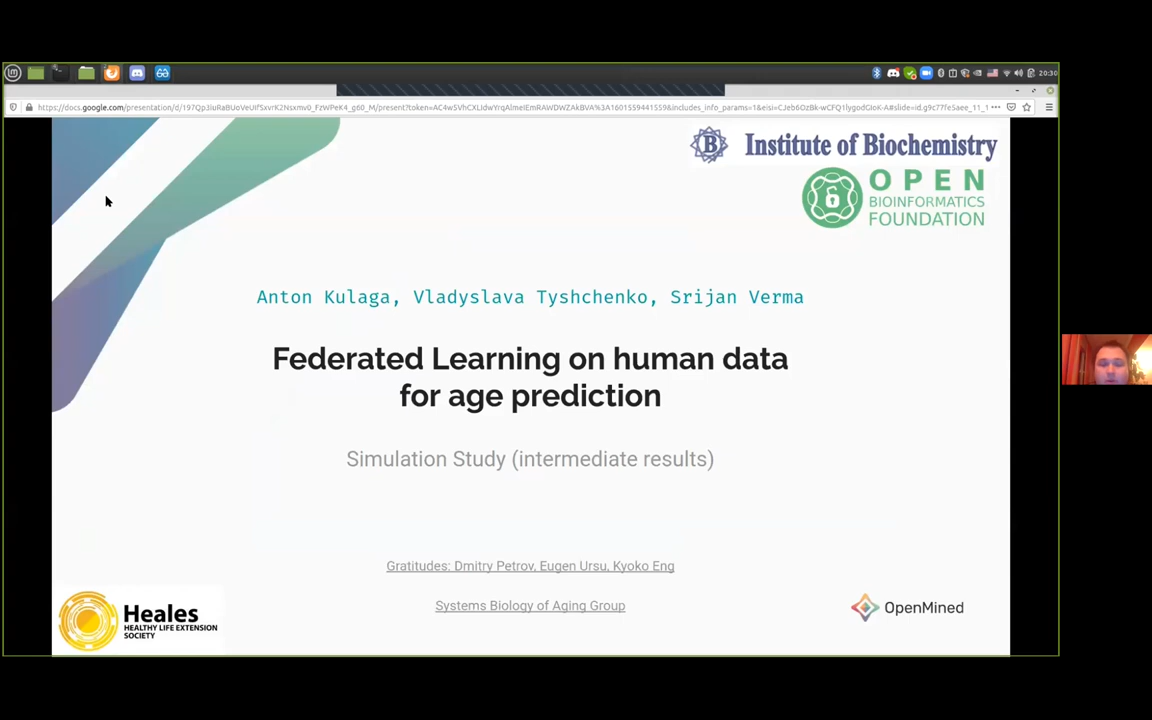 20:30
Institute of Biochemistry
OPEN
BIOINFORMATICS
FOUNDATION
Anton Kulaga, Vladyslava Tyshchenko, Srijan Verma
Federated Learning on human data
for age prediction
Simulation Study (intermediate results)
Gratitudes: Dmitry Petrov, Eugen Ursu, Kyoko Eng
Systems Biology of Aging Group
Heales
HEALTHY LIFE EXTENSION
SOCIETY
OpenMined